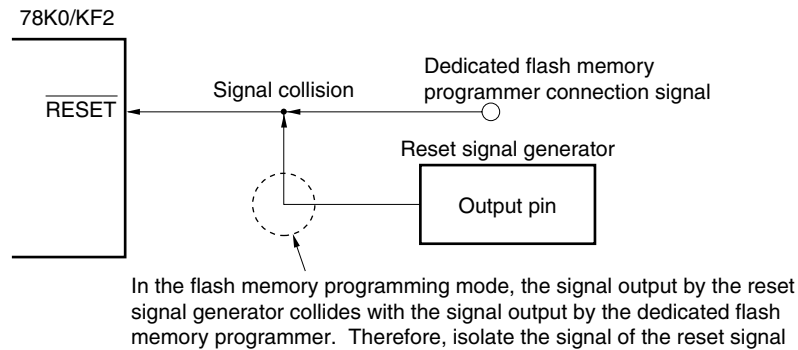 78K0/KF2
RESET
Signal collision
Dedicated flash memory
programmer connection signal
Reset signal generator
Output pin
In the flash memory programming mode, the signal output by the reset
signal generator collides with the signal output by the dedicated flash
memory programmer. Therefore, isolate the signal of the reset signal